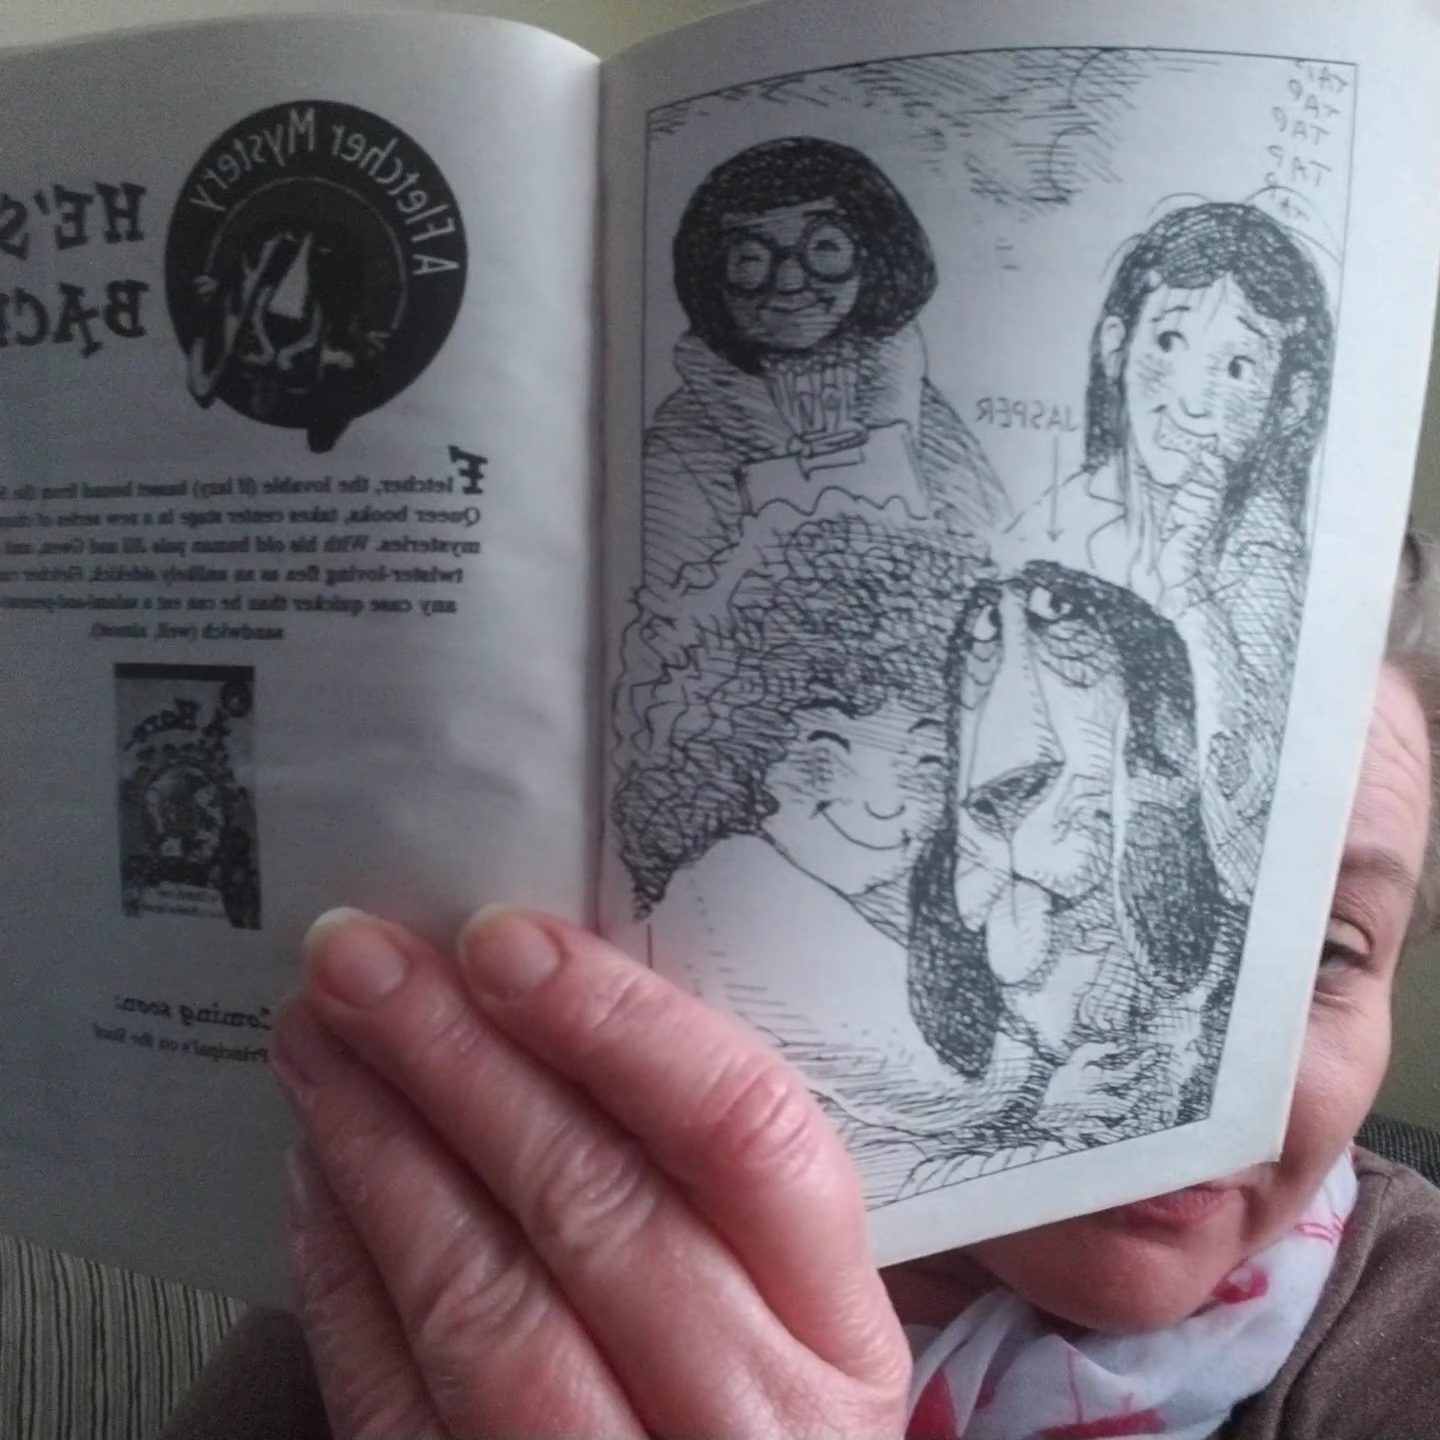 A Fletcher Mystery
HE'S
BACK
Fletcher, the lovable (if lazy) basset hound from the
Queer books, takes center stage in a new series of
mysteries. With his old human pals Jill and Gwen, and
twister-loving flea as an unlikely sidekick, Fletcher
any case quicker than he can eat a salami-and-peanut
sandwich (well, almost).
Coming soon:
Principal's on the Roof
TAP
TAP
TAP
TAP
TAP
JASPER